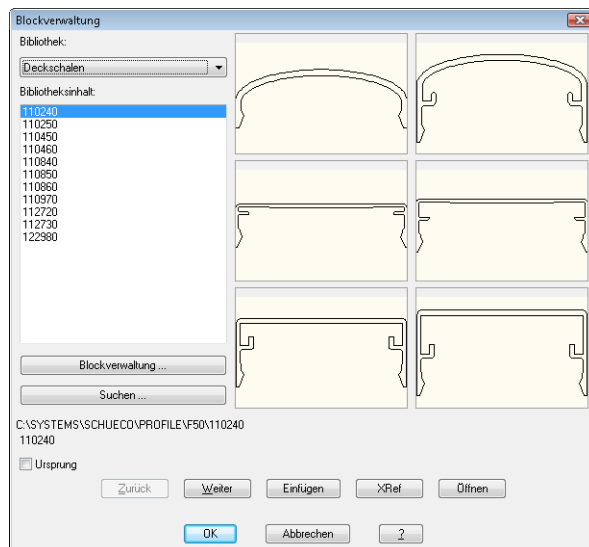 Blockverwaltung
Bibliothek:
Deckschalen
Bibliotheksinhalt:
110240
110250
110450
110460
110840
110850
110860
110970
112720
112730
122980
Blockverwaltung ...
Suchen ...
C:\SYSTEMS\SCHUECO\PROFILE\F50\110240
110240
Ursprung
Zurück Weiter Einfügen XRef Öffnen
OK Abbrechen ?